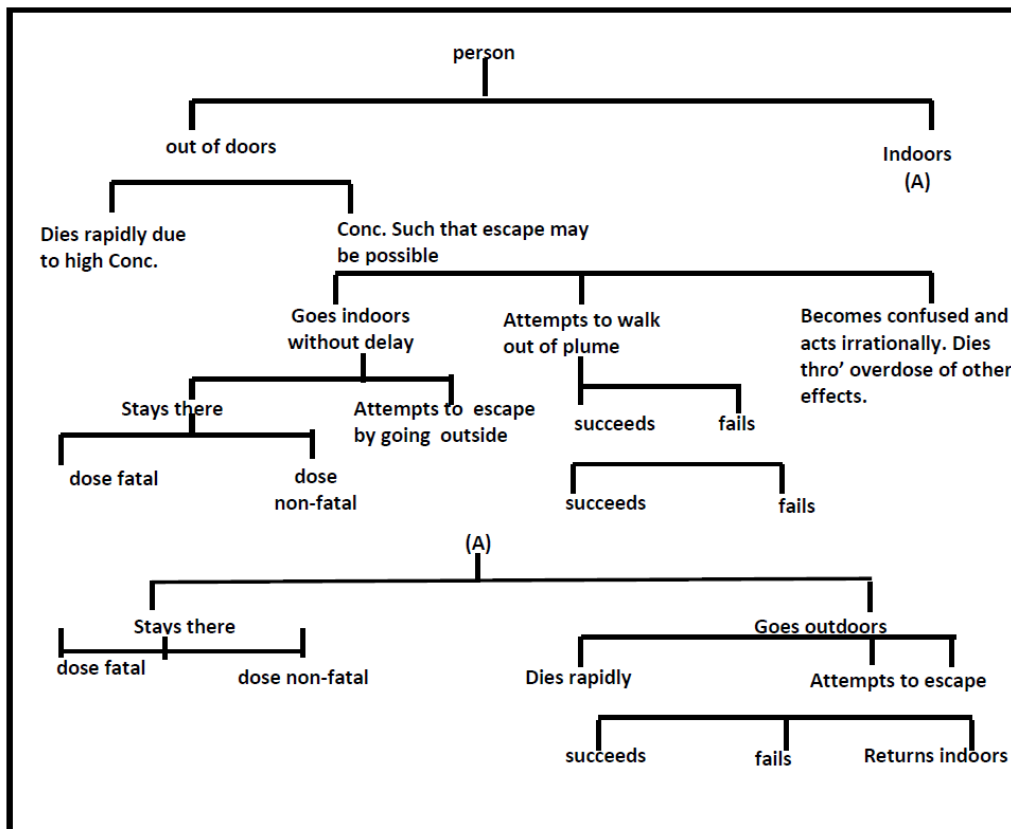 person
out of doors
Indoors
(A)
Dies rapidly due
to high Conc.
Conc. Such that escape may
be possible
Goes indoors
without delay
Attempts to walk
out of plume
Becomes confused and
acts irrationally. Dies
thro’ overdose of other
effects.
Stays there
Attempts to escape
by going outside
succeeds
fails
dose fatal
dose
non-fatal
succeeds
fails
(A)
Stays there
Goes outdoors
dose fatal
dose non-fatal
Dies rapidly
Attempts to escape
succeeds
fails
Returns indoors